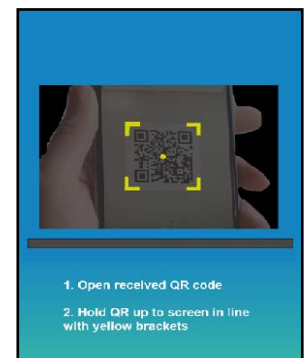 1. Open received QR code
2. Hold QR up to screen in line
with yellow brackets